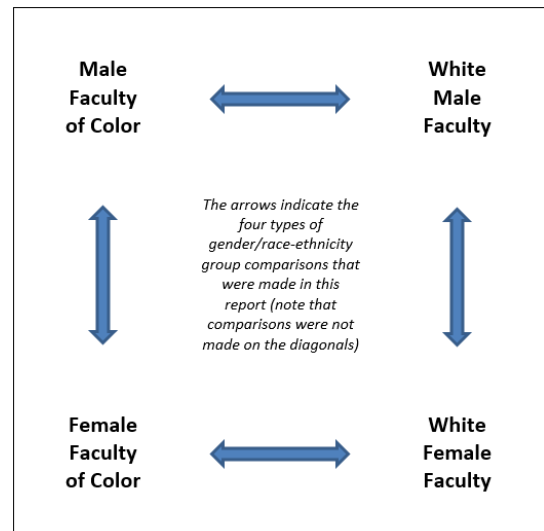 Male
Faculty
of Color
White
Male
Faculty
The arrows indicate the
four types of
gender/race-ethnicity
group comparisons that
were made in this
report (note that
comparisons were not
made on the diagonals)
Female
Faculty
of Color
White
Female
Faculty